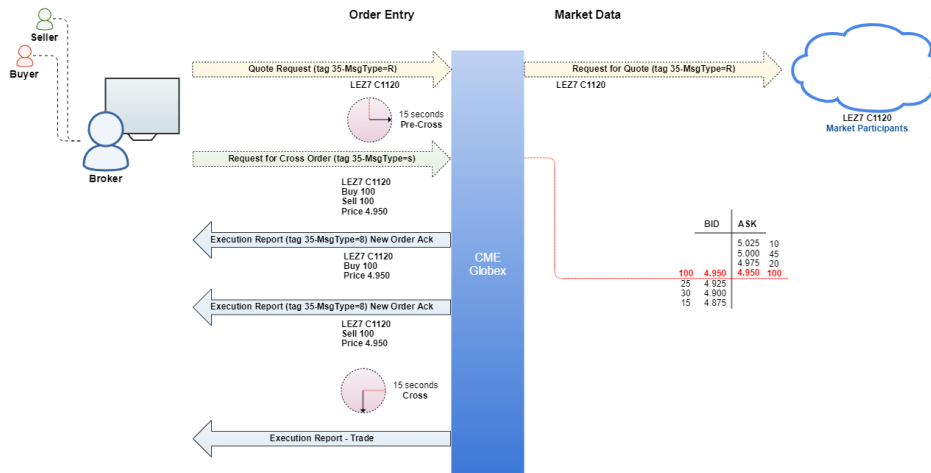 Order Entry
Market Data
Seller
Buyer
Broker
Quote Request (tag 35-MsgType=R)
LEZ7 C1120
Request for Quote (tag 35-MsgType=R)
LEZ7 C1120
LEZ7 C1120
Market Participants
15 seconds
Pre-Cross
Request for Cross Order (tag 35-MsgType=s)
LEZ7 C1120
Buy 100
Sell 100
Price 4.950
Execution Report (tag 35-MsgType=8) New Order Ack
LEZ7 C1120
Buy 100
Price 4.950
CME
Globex
BID ASK
5.025 10
5.000 45
4.975 20
100 4.950 4.950 100
25 4.925
30 4.900
15 4.875
Execution Report (tag 35-MsgType=8) New Order Ack
LEZ7 C1120
Sell 100
Price 4.950
15 seconds
Cross
Execution Report - Trade